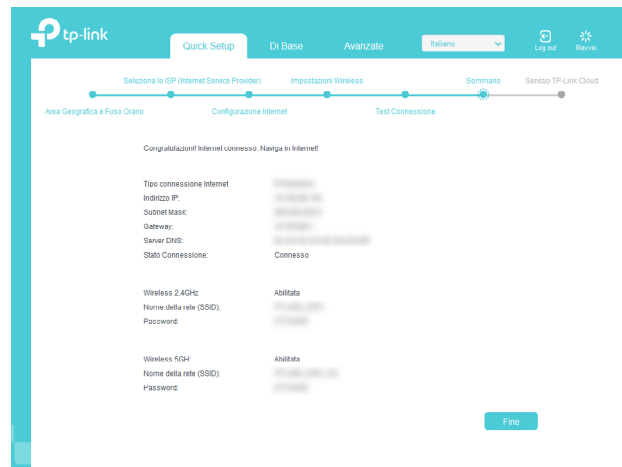 tp-link
Quick Setup Di Base Avanzate Italiano Log out Riavvio
Seleziona lo ISP (Internet Service Provider) Impostazioni Wireless Sommario Servizio TP-Link Cloud
Area Geografica e Fuso Orario Configurazione Internet Test Connessione
Congratulazioni! Internet connesso. Naviga in Internet!
Tipo connessione Internet
Indirizzo IP:
Subnet Mask:
Gateway:
Server DNS:
Stato Connessione: Connesso
Wireless 2.4GHz Abilitata
Nome della rete (SSID):
Password:
Wireless 5GH: Abilitata
Nome della rete (SSID):
Password:
Fine